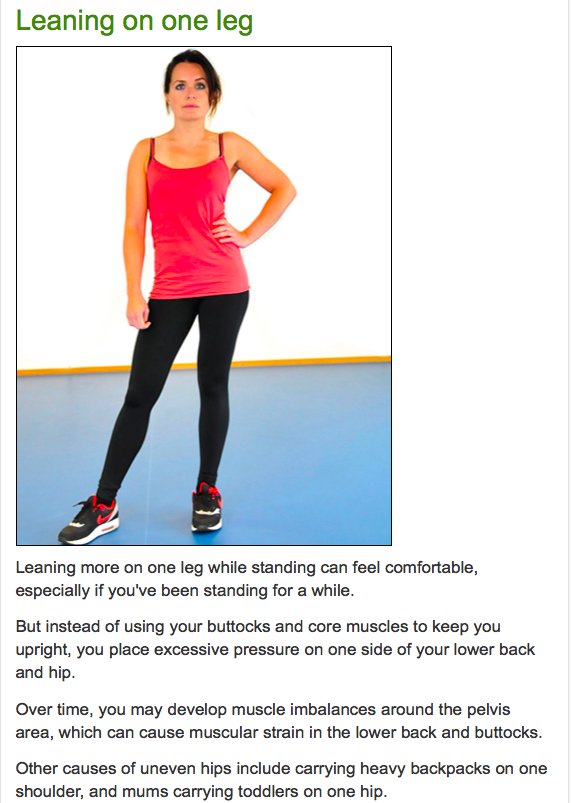 Leaning on one leg
Leaning more on one leg while standing can feel comfortable,
especially if you've been standing for a while.
But instead of using your buttocks and core muscles to keep you
upright, you place excessive pressure on one side of your lower back
and hip.
Over time, you may develop muscle imbalances around the pelvis
area, which can cause muscular strain in the lower back and buttocks.
Other causes of uneven hips include carrying heavy backpacks on one
shoulder, and mums carrying toddlers on one hip.